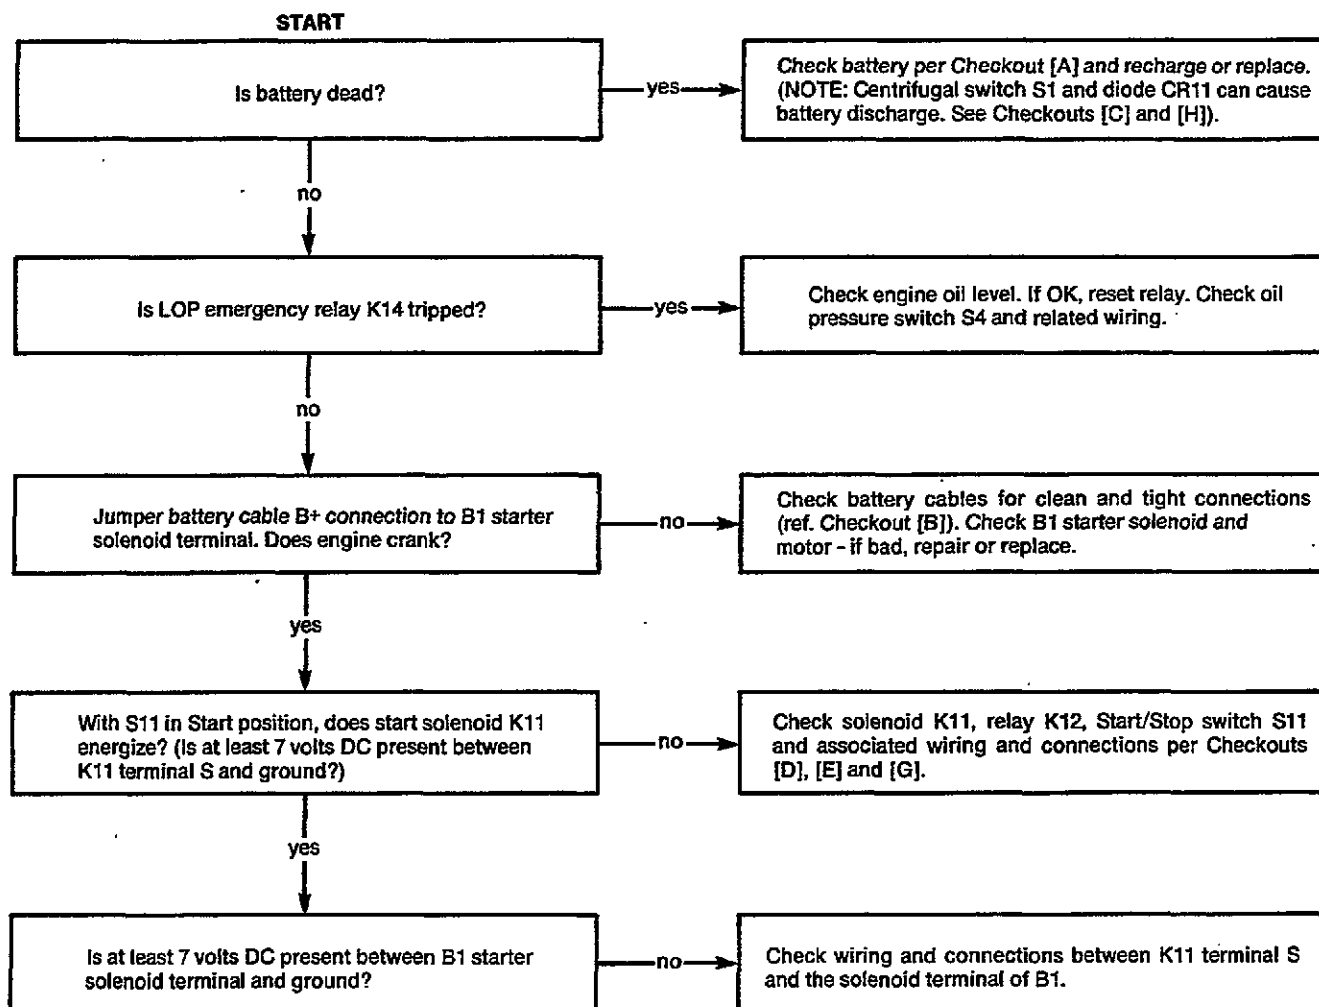 START
Is battery dead?
yes
Check battery per Checkout [A] and recharge or replace.
(NOTE: Centrifugal switch S1 and diode CR11 can cause
battery discharge. See Checkouts [C] and [H]).
no
Is LOP emergency relay K14 tripped?
yes
Check engine oil level. If OK, reset relay. Check oil
pressure switch S4 and related wiring.
no
Jumper battery cable B+ connection to B1 starter
solenoid terminal. Does engine crank?
no
Check battery cables for clean and tight connections
(ref. Checkout [B]). Check B1 starter solenoid and
motor - if bad, repair or replace.
yes
With S11 in Start position, does start solenoid K11
energize? (Is at least 7 volts DC present between
K11 terminal S and ground?)
no
Check solenoid K11, relay K12, Start/Stop switch S11
and associated wiring and connections per Checkouts
[D], [E] and [G].
yes
Is at least 7 volts DC present between B1 starter
solenoid terminal and ground?
no
Check wiring and connections between K11 terminal S
and the solenoid terminal of B1.